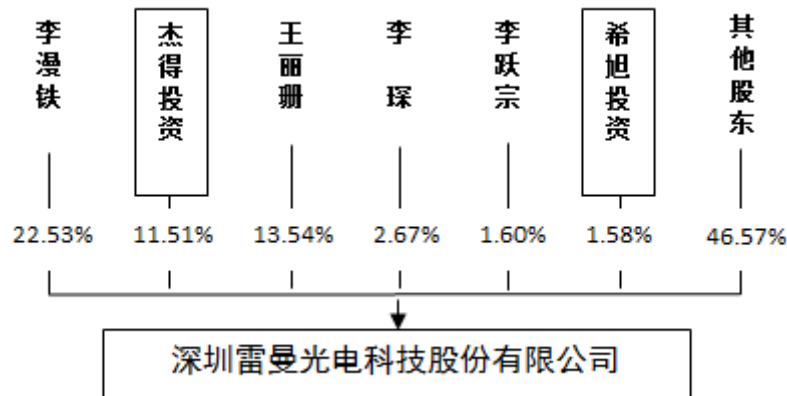 李漫铁
杰得投资
王丽珊
李琛
李跃宗
希旭投资
其他股东
22.53%
11.51%
13.54%
2.67%
1.60%
1.58%
46.57%
深圳雷曼光电科技股份有限公司